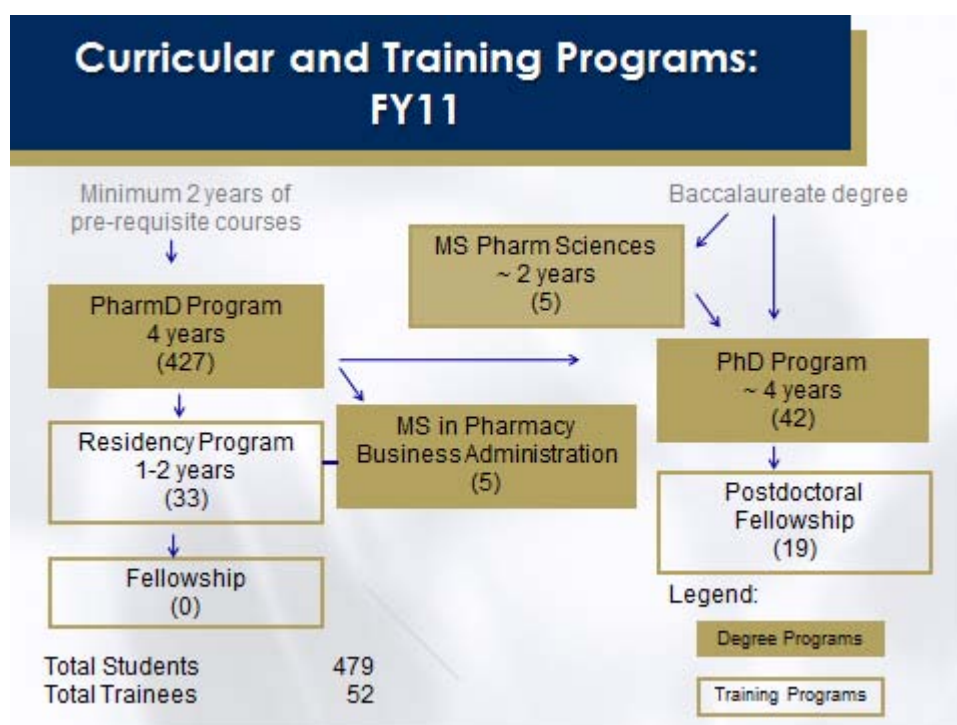 Curricular and Training Programs:
FY11
Minimum 2 years of
pre-requisite courses
Baccalaureate degree
MS Pharm Sciences
~ 2 years
(5)
PharmD Program
4 years
(427)
PhD Program
~ 4 years
(42)
MS in Pharmacy
Business Administration
(5)
Residency Program
1-2 years
(33)
Postdoctoral
Fellowship
(19)
Fellowship
(0)
Legend:
Degree Programs
Training Programs
Total Students 479
Total Trainees 52